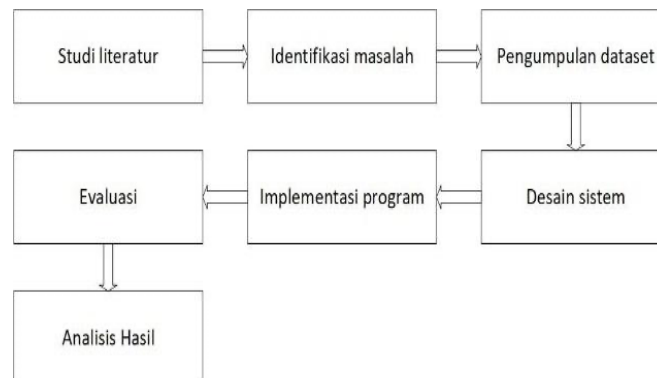 Studi literatur
Identifikasi masalah
Pengumpulan dataset
Desain sistem
Implementasi program
Evaluasi
Analisis Hasil